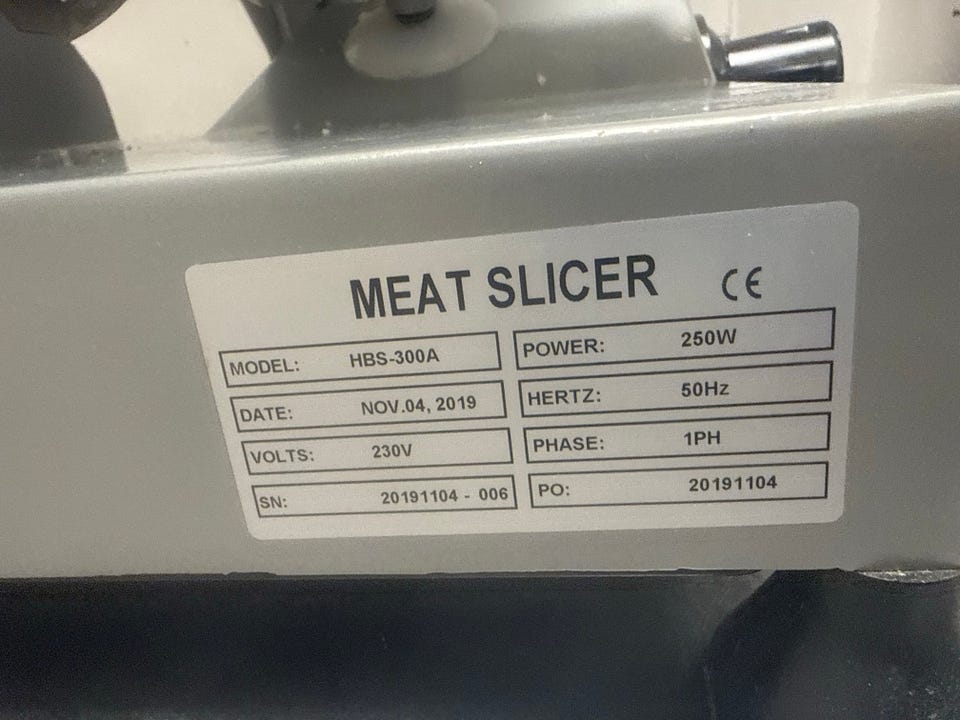 MEAT SLICER CE
MODEL: HBS-300A
POWER: 250W
DATE: NOV.04, 2019
HERTZ: 50Hz
VOLTS: 230V
PHASE: 1PH
SN: 20191104 - 006
PO: 20191104